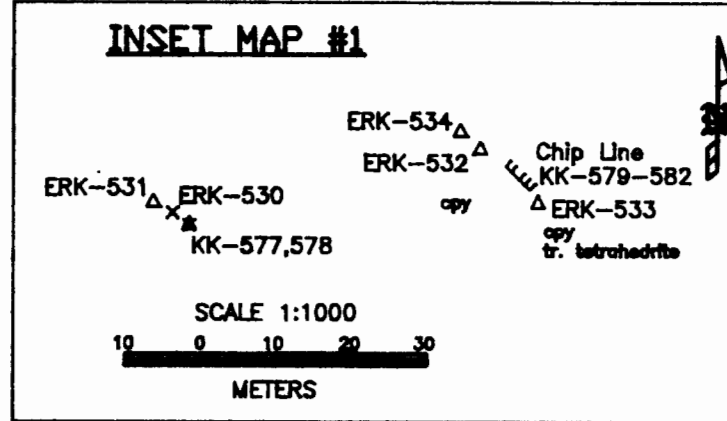 INSET MAP #1
ERK-534
ERK-532
Chip Line
KK-579-582
ERK-531
ERK-530
cpy
ERK-533
KK-577,578
cpy
tr. tetrahedrite
SCALE 1:1000
10 0 10 20 30
METERS